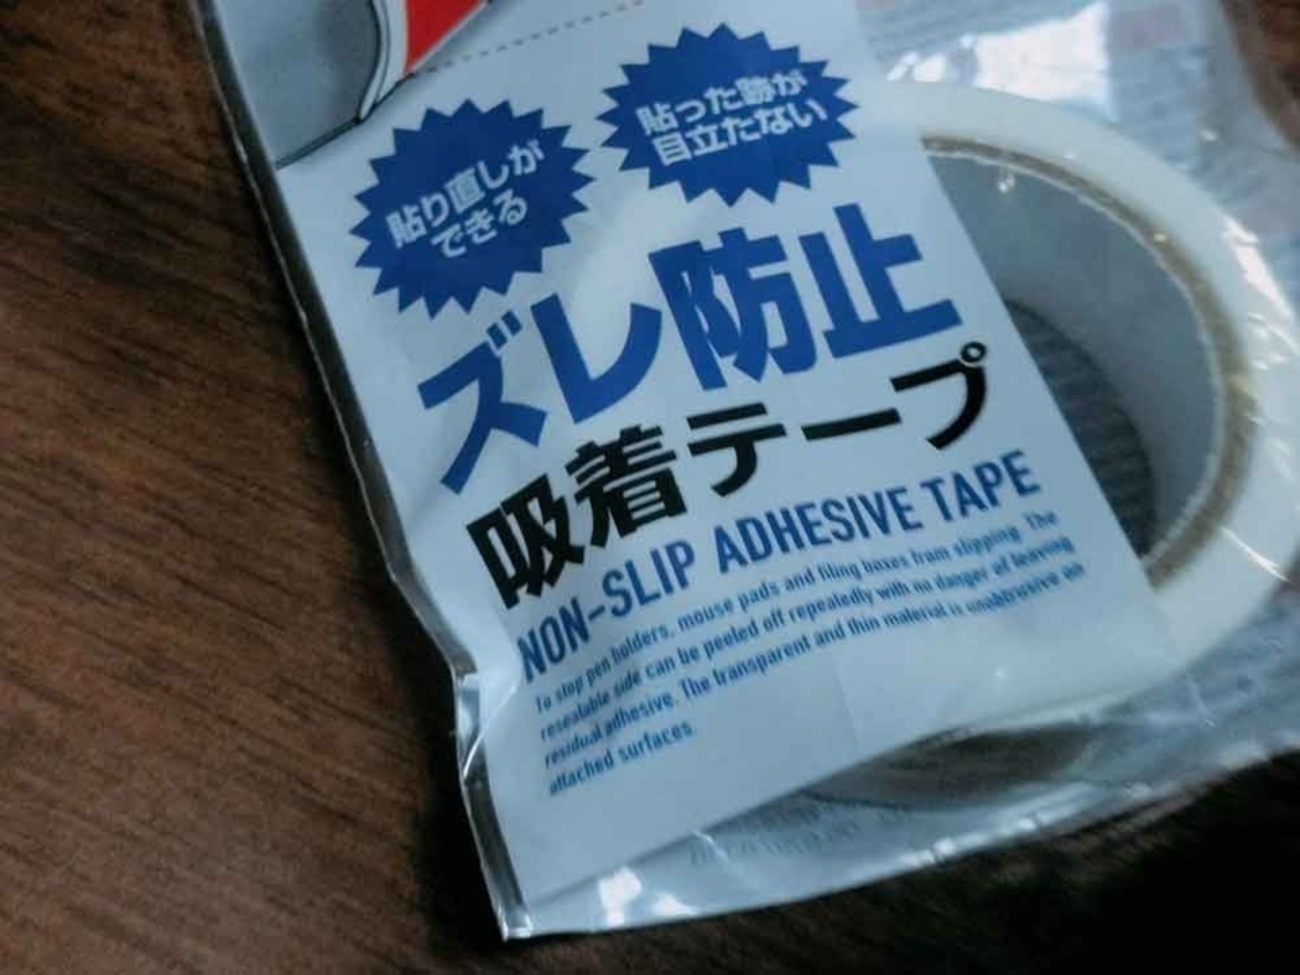 貼り直しが
できる
貼った跡が
目立たない
ズレ防止
吸着テープ
NON-SLIP ADHESIVE TAPE
To stop pen holders, mouse pads and filing boxes from slipping. The
resealable side can be peeled off repeatedly with no danger of leaving
residual adhesive. The transparent and thin material is unobtrusive on
attached surfaces.